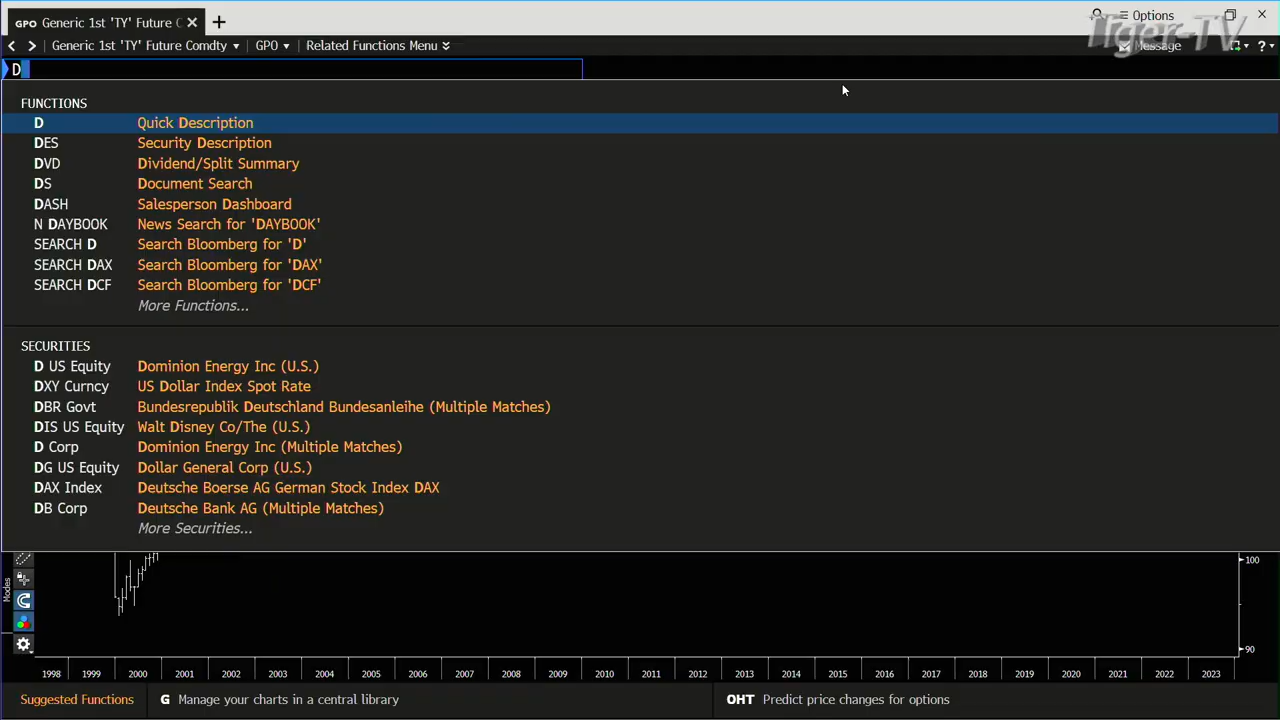 GPO Generic 1st 'TY' Future C
Options
Generic 1st 'TY' Future Comdty GPO Related Functions Menu Message ?
Tiger-TV
D
FUNCTIONS
D Quick Description
DES Security Description
DVD Dividend/Split Summary
DS Document Search
DASH Salesperson Dashboard
N DAYBOOK News Search for 'DAYBOOK'
SEARCH D Search Bloomberg for 'D'
SEARCH DAX Search Bloomberg for 'DAX'
SEARCH DCF Search Bloomberg for 'DCF'
More Functions...
SECURITIES
D US Equity Dominion Energy Inc (U.S.)
DXY Curncy US Dollar Index Spot Rate
DBR Govt Bundesrepublik Deutschland Bundesanleihe (Multiple Matches)
DIS US Equity Walt Disney Co/The (U.S.)
D Corp Dominion Energy Inc (Multiple Matches)
DG US Equity Dollar General Corp (U.S.)
DAX Index Deutsche Boerse AG German Stock Index DAX
DB Corp Deutsche Bank AG (Multiple Matches)
More Securities...
100
Modes
90
1998 1999 2000 2001 2002 2003 2004 2005 2006 2007 2008 2009 2010 2011 2012 2013 2014 2015 2016 2017 2018 2019 2020 2021 2022 2023
Suggested Functions G Manage your charts in a central library OHT Predict price changes for options